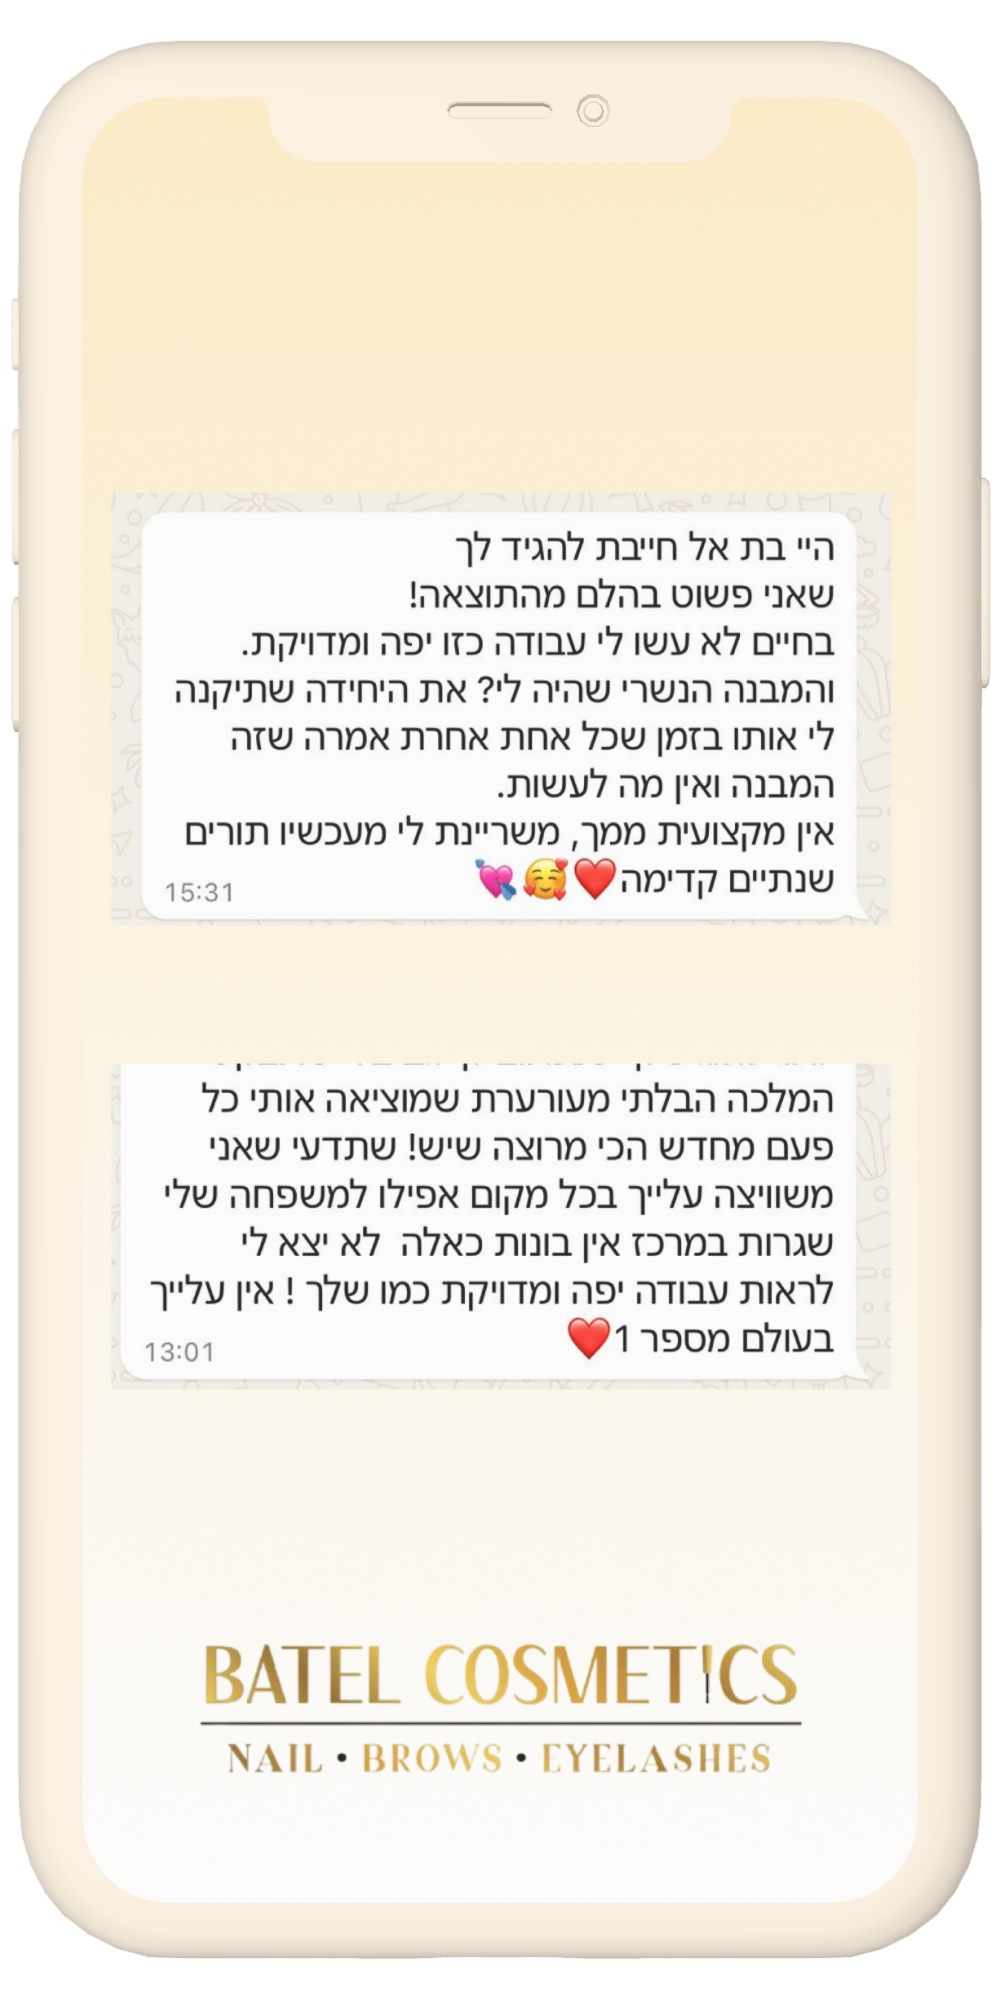 היי בת אל חייבת להגיד לך
שאני פשוט בהלם מהתוצאה!
בחיים לא עשו לי עבודה כזו יפה ומדויקת.
והמבנה הנשרי שהיה לי? את היחידה שתיקנה
לי אותו בזמן שכל אחת אחרת אמרה שזה
המבנה ואין מה לעשות.
אין מקצועית ממך, משריינת לי מעכשיו תורים
שנתיים קדימה❤️🥰💘
15:31
המלכה הבלתי מעורערת שמוציאה אותי כל
פעם מחדש הכי מרוצה שיש! שתדעי שאני
משוויצה עלייך בכל מקום אפילו למשפחה שלי
שגרות במרכז אין בונות כאלה  לא יצא לי
לראות עבודה יפה ומדויקת כמו שלך ! אין עלייך
בעולם מספר 1❤️
13:01
BATEL COSMETICS
NAIL • BROWS • EYELASHES